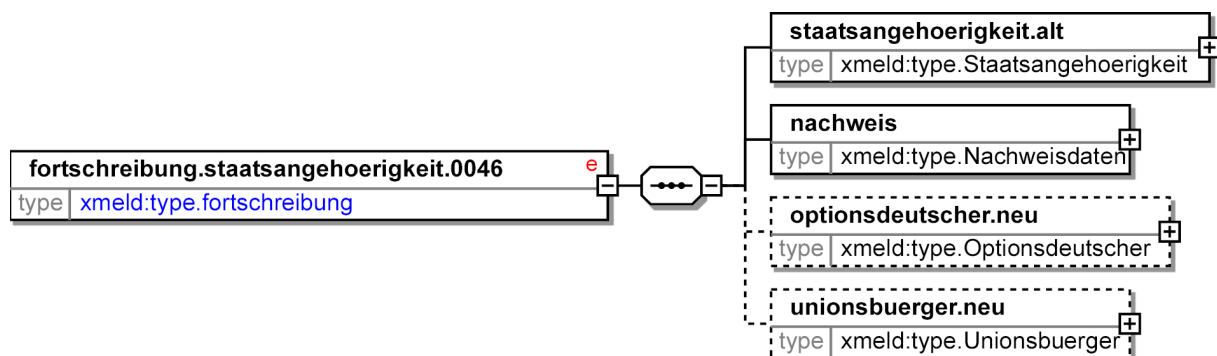 fortschreibung.staatsangehoerigkeit.0046 e
type xmeld:type.fortschreibung
staatsangehoerigkeit.alt
type xmeld:type.Staatsangehoerigkeit
nachweis
type xmeld:type.Nachweisdaten
optionsdeutscher.neu
type xmeld:type.Optionsdeutscher
unionsbuerger.neu
type xmeld:type.Unionsbuerger